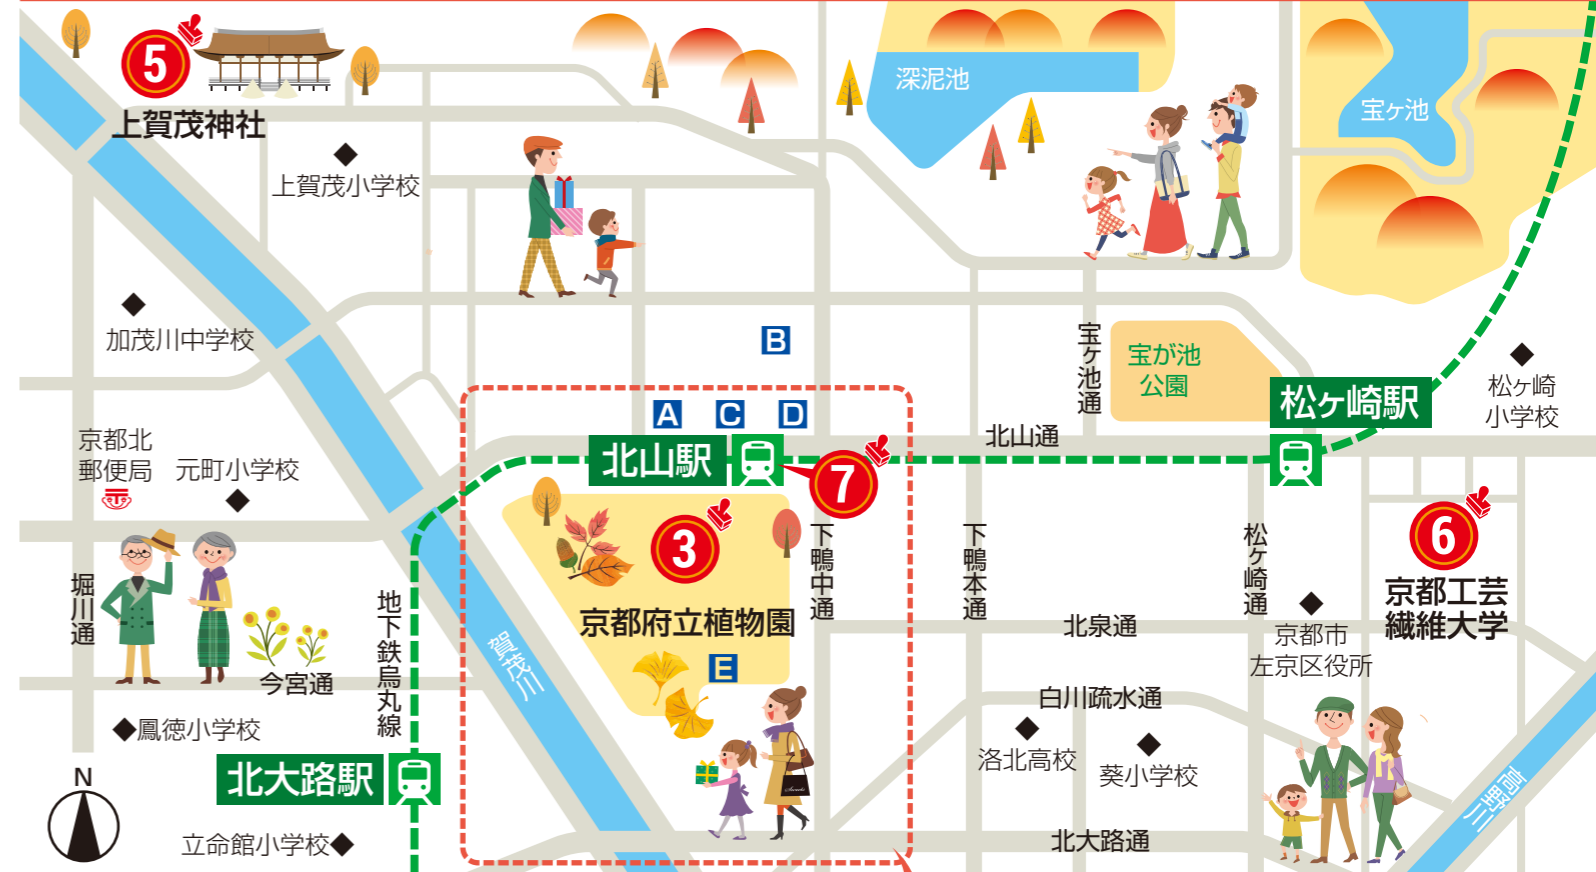 5
上賀茂神社
上賀茂小学校
深泥池
宝ヶ池
加茂川中学校
B
宝ヶ池通
宝が池
公園
松ヶ崎駅
松ヶ崎
小学校
A
C
D
北山通
北山駅
7
京都北
郵便局
元町小学校
3
下鴨中通
下鴨本通
松ヶ崎通
6
京都工芸
繊維大学
堀川通
地下鉄烏丸線
賀茂川
京都府立植物園
E
北泉通
京都市
左京区役所
今宮通
白川疏水通
鳳徳小学校
洛北高校
葵小学校
N
北大路駅
高野川
立命館小学校
北大路通